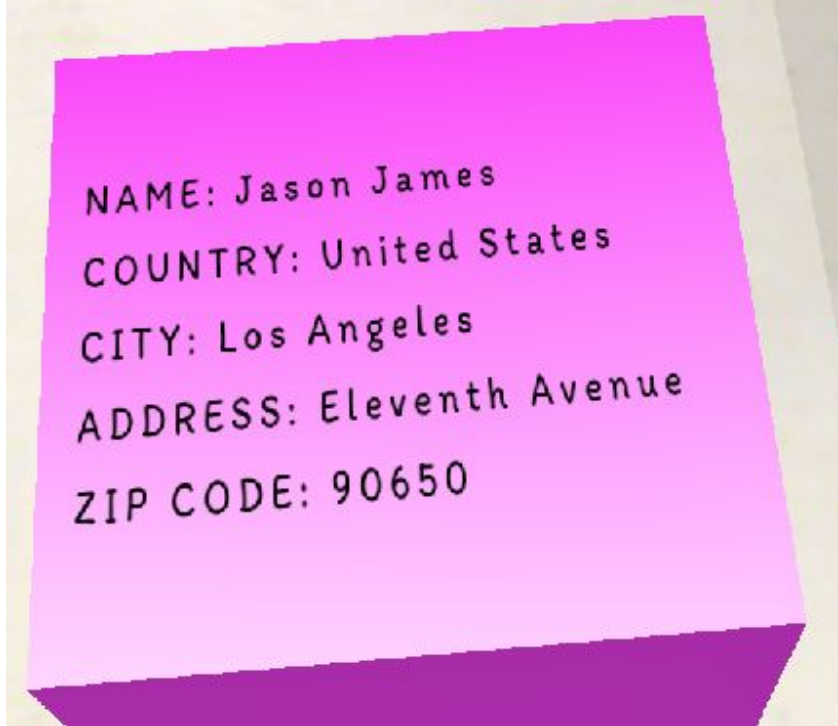 NAME: Jason James
COUNTRY: United States
CITY: Los Angeles
ADDRESS: Eleventh Avenue
ZIP CODE: 90650